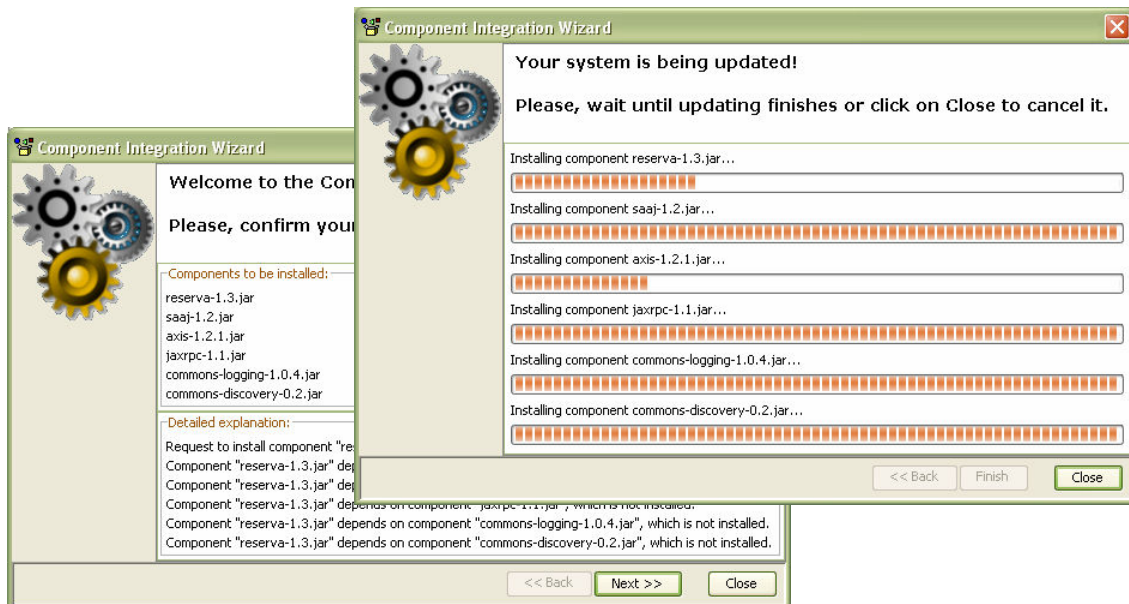 Component Integration Wizard
Your system is being updated!
Please, wait until updating finishes or click on Close to cancel it.
Installing component reserva-1.3.jar...
Installing component saaj-1.2.jar...
Installing component axis-1.2.1.jar...
Installing component jaxrpc-1.1.jar...
Installing component commons-logging-1.0.4.jar...
Installing component commons-discovery-0.2.jar...
<< Back Finish Close
Component Integration Wizard
Welcome to the Com
Please, confirm your
Components to be installed:
reserva-1.3.jar
saaj-1.2.jar
axis-1.2.1.jar
jaxrpc-1.1.jar
commons-logging-1.0.4.jar
commons-discovery-0.2.jar
Detailed explanation:
Request to install component "re
Component "reserva-1.3.jar" dep
Component "reserva-1.3.jar" dep
Component "reserva-1.3.jar" depends on component "jaxrpc-1.1.jar", which is not installed.
Component "reserva-1.3.jar" depends on component "commons-logging-1.0.4.jar", which is not installed.
Component "reserva-1.3.jar" depends on component "commons-discovery-0.2.jar", which is not installed.
<< Back Next >> Close